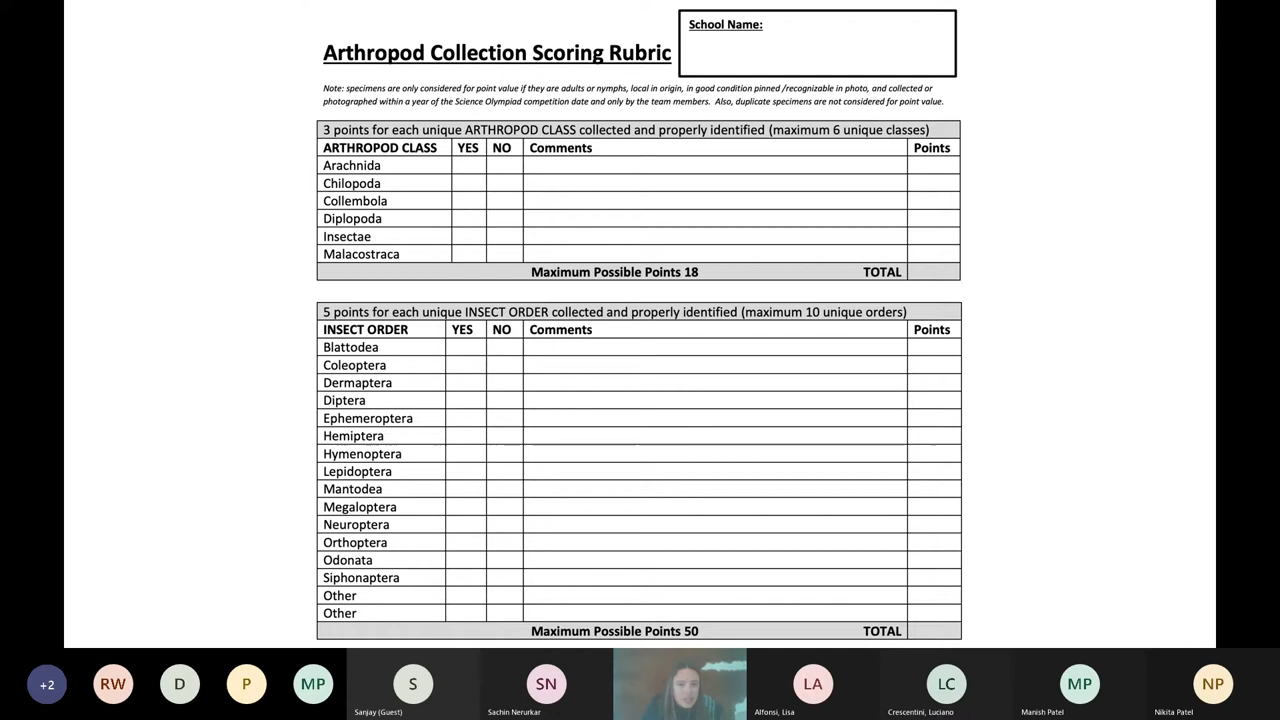 School Name:
Arthropod Collection Scoring Rubric
Note: specimens are only considered for point value if they are adults or nymphs, local in origin, in good condition pinned /recognizable in photo, and collected or
photographed within a year of the Science Olympiad competition date and only by the team members. Also, duplicate specimens are not considered for point value.
3 points for each unique ARTHROPOD CLASS collected and properly identified (maximum 6 unique classes)
ARTHROPOD CLASS YES NO Comments Points
Arachnida
Chilopoda
Collembola
Diplopoda
Insectae
Malacostraca
Maximum Possible Points 18 TOTAL
5 points for each unique INSECT ORDER collected and properly identified (maximum 10 unique orders)
INSECT ORDER YES NO Comments Points
Blattodea
Coleoptera
Dermaptera
Diptera
Ephemeroptera
Hemiptera
Hymenoptera
Lepidoptera
Mantodea
Megaloptera
Neuroptera
Orthoptera
Odonata
Siphonaptera
Other
Other
Maximum Possible Points 50 TOTAL
+2 RW D P MP S SN LA LC MP NP
Sanjay (Guest) Sachin Nerurkar Alfonsi, Lisa Crescentini, Luciano Manish Patel Nikita Patel